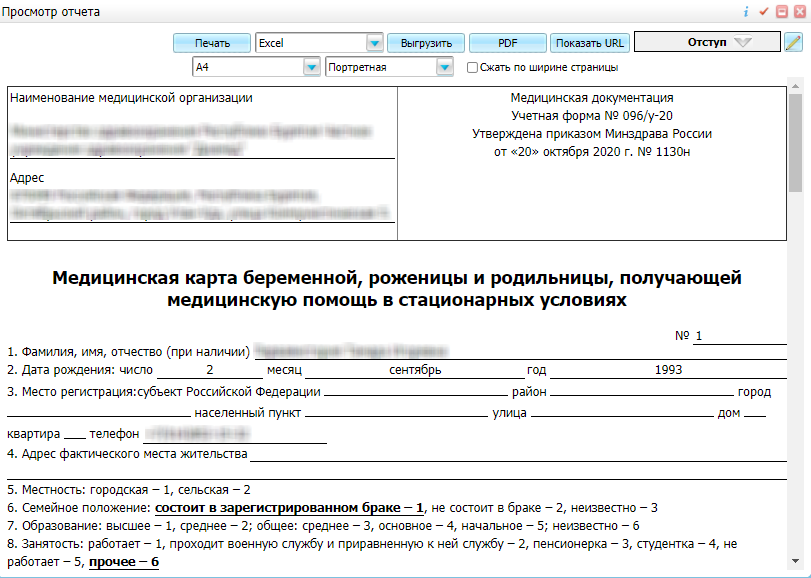 Просмотр отчета
Печать Excel Выгрузить PDF Показать URL Отступ
A4 Портретная Сжать по ширине страницы
Наименование медицинской организации
Адрес
Медицинская документация
Учетная форма № 096/у-20
Утверждена приказом Минздрава России
от «20» октября 2020 г. № 1130н
Медицинская карта беременной, роженицы и родильницы, получающей
медицинскую помощь в стационарных условиях
№ 1
1. Фамилия, имя, отчество (при наличии)
2. Дата рождения: число 2 месяц сентябрь год 1993
3. Место регистрация:субъект Российской Федерации район город
населенный пункт улица дом
квартира телефон
4. Адрес фактического места жительства
5. Местность: городская – 1, сельская – 2
6. Семейное положение: состоит в зарегистрированном браке – 1, не состоит в браке – 2, неизвестно – 3
7. Образование: высшее – 1, среднее – 2; общее: среднее – 3, основное – 4, начальное – 5; неизвестно – 6
8. Занятость: работает – 1, проходит военную службу и приравненную к ней службу – 2, пенсионерка – 3, студентка – 4, не
работает – 5, прочее – 6